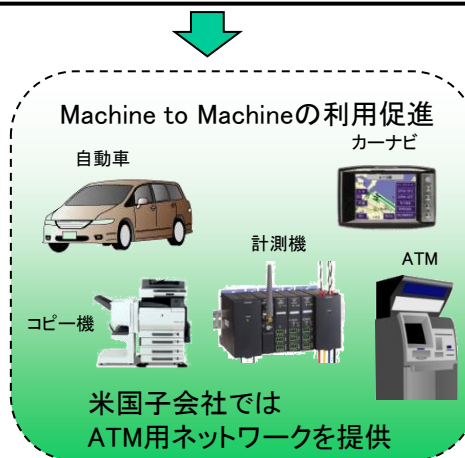 Machine to Machineの利用促進
自動車
カーナビ
計測機
ATM
コピー機
米国子会社では
ATM用ネットワークを提供